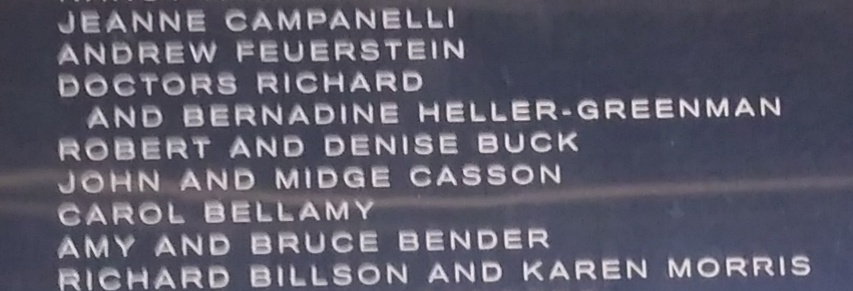 JEANNE CAMPANELLI
ANDREW FEUERSTEIN
DOCTORS RICHARD
AND BERNADINE HELLER-GREENMAN
ROBERT AND DENISE BUCK
JOHN AND MIDGE CASSON
CAROL BELLAMY
AMY AND BRUCE BENDER
RICHARD BILLSON AND KAREN MORRIS